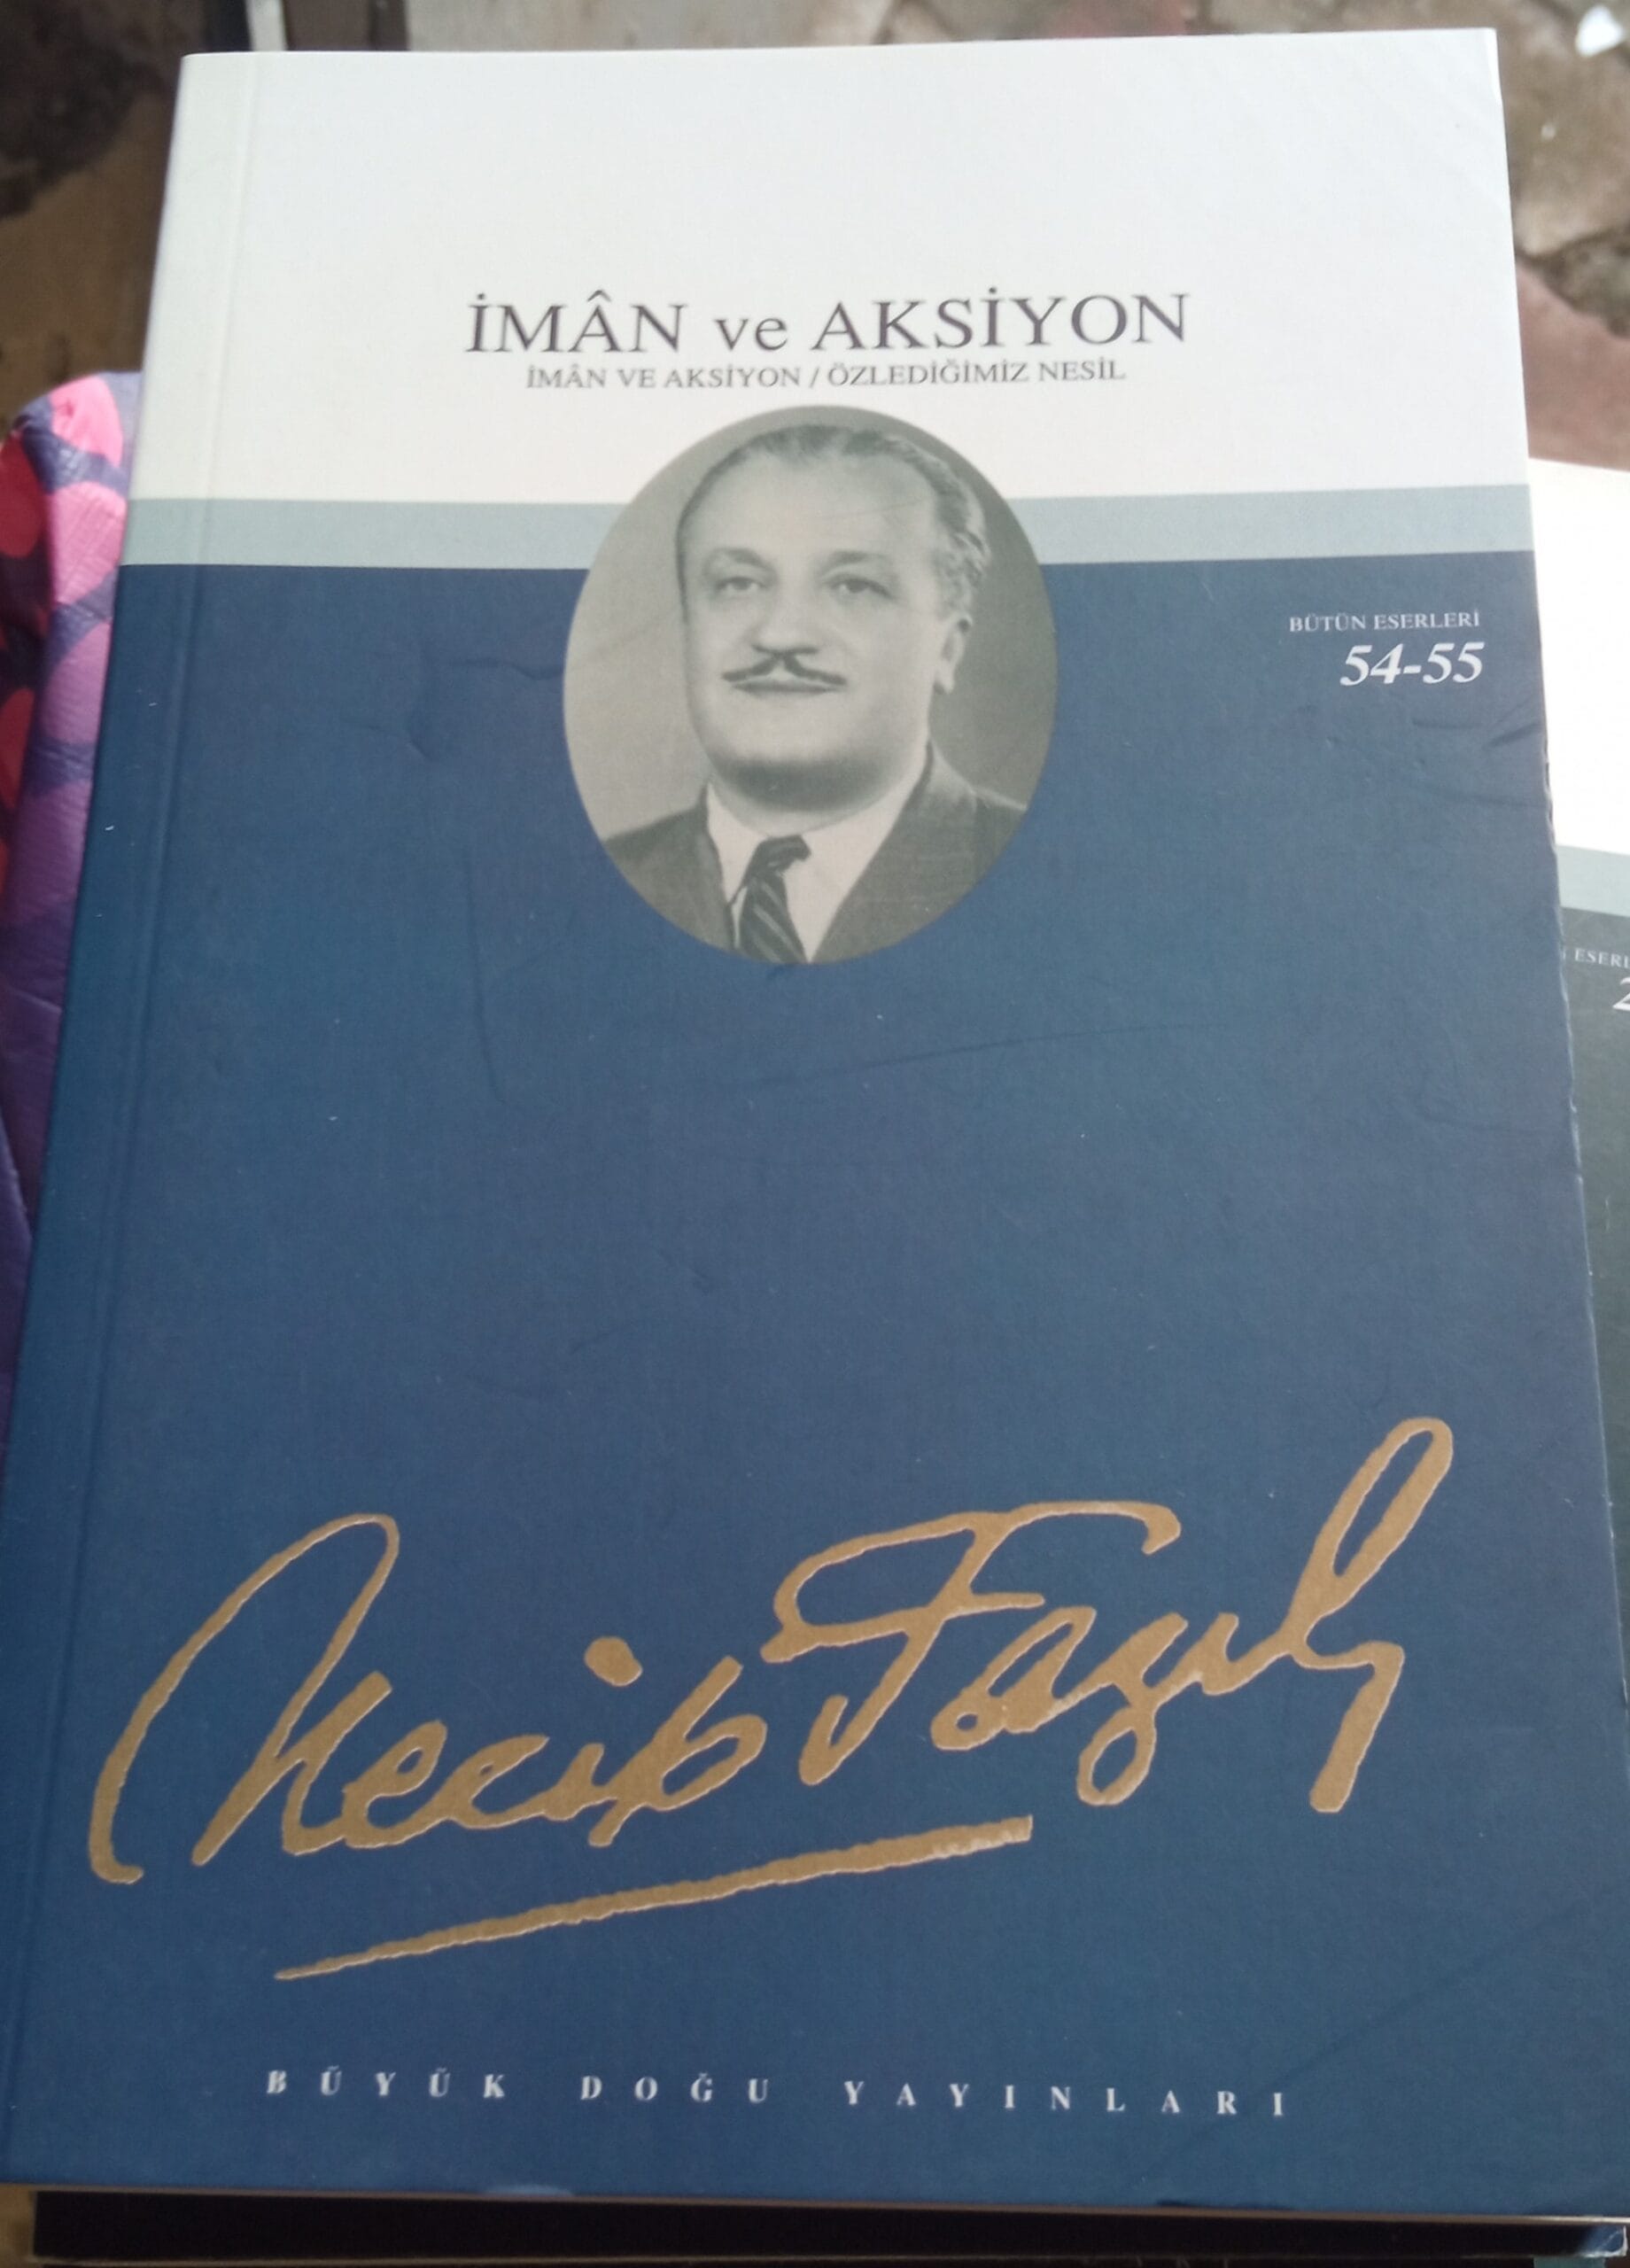 İMÂN ve AKSİYON
İMÂN VE AKSİYON / ÖZLEDİĞİMİZ NESİL
BÜTÜN ESERLERİ
54-55
Necib Fazıl
BÜYÜK DOĞU YAYINLARI